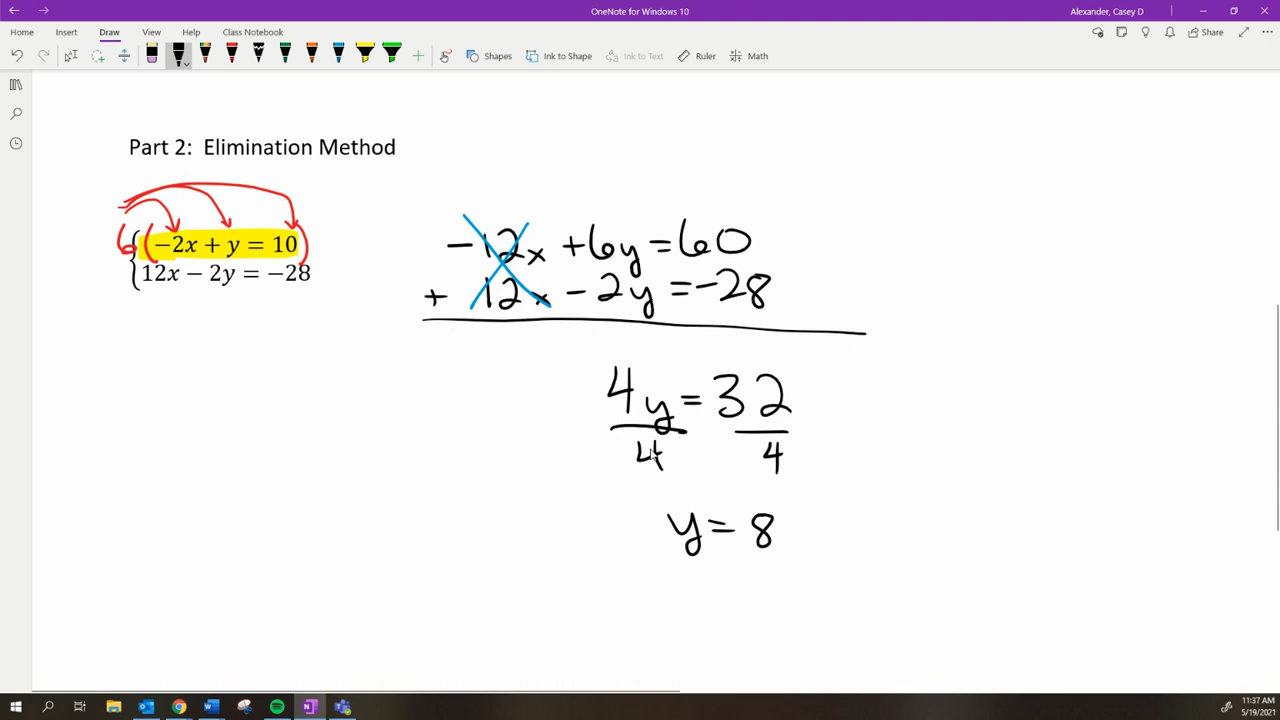 OneNote for Windows 10
Alexander, Casey D
Home Insert Draw View Help Class Notebook
Share
Shapes Ink to Shape Ink to Text Ruler Math
Part 2: Elimination Method
6(−2x + y = 10)
12x − 2y = −28
−12x +6y = 60
+ 12x − 2y = −28
4y = 32
4 4
y = 8
11:37 AM
5/19/2021